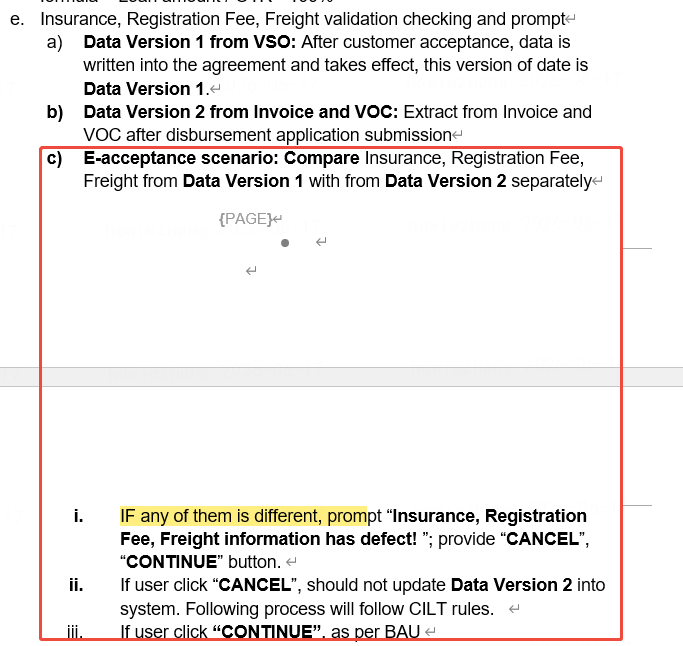 e. Insurance, Registration Fee, Freight validation checking and prompt↵
a) Data Version 1 from VSO: After customer acceptance, data is
written into the agreement and takes effect, this version of date is
Data Version 1.↵
b) Data Version 2 from Invoice and VOC: Extract from Invoice and
VOC after disbursement application submission↵
c) E-acceptance scenario: Compare Insurance, Registration Fee,
Freight from Data Version 1 with from Data Version 2 separately↵
{PAGE}↵
• ↵
↵
i. IF any of them is different, prompt “Insurance, Registration
Fee, Freight information has defect! ”; provide “CANCEL”,
“CONTINUE” button. ↵
ii. If user click “CANCEL”, should not update Data Version 2 into
system. Following process will follow CILT rules. ↵
iii. If user click “CONTINUE”, as per BAU ↵